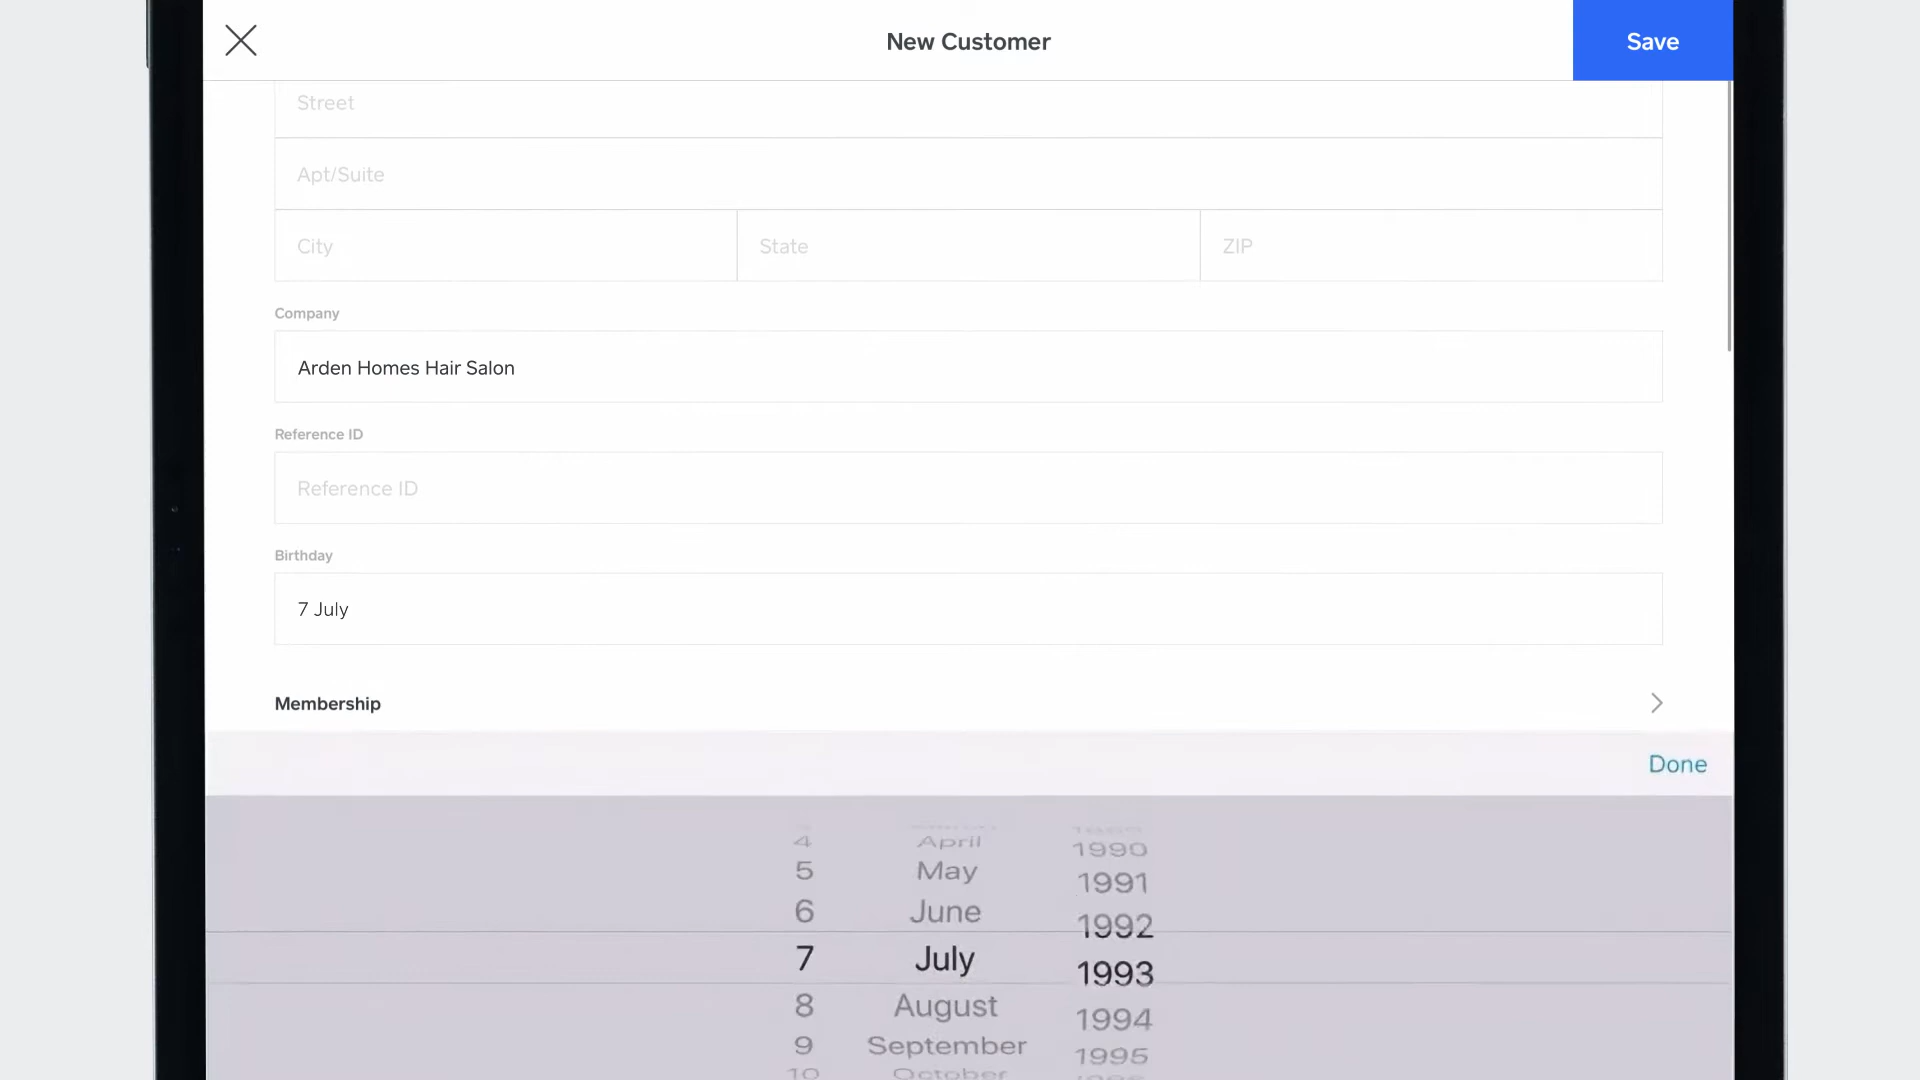 New Customer
Save
Street
Apt/Suite
City State ZIP
Company
Arden Homes Hair Salon
Reference ID
Reference ID
Birthday
7 July
Membership
Done
4 April 1990
5 May 1991
6 June 1992
7 July 1993
8 August 1994
9 September 1995
10 October